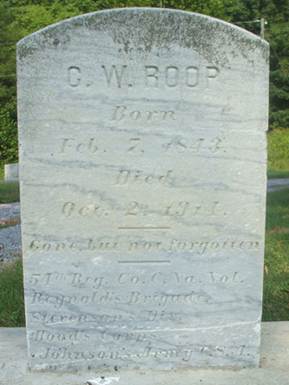 C. W. ROOP
Born
Feb. 7, 1843.
Died
Oct. 2, 1911.
Gone, but not forgotten
54th Reg. Co. C. Va. Vol.
Reynolds Brigade,
Stevenson's Div.
Hoods Corps
Johnson's Army C.S.A.